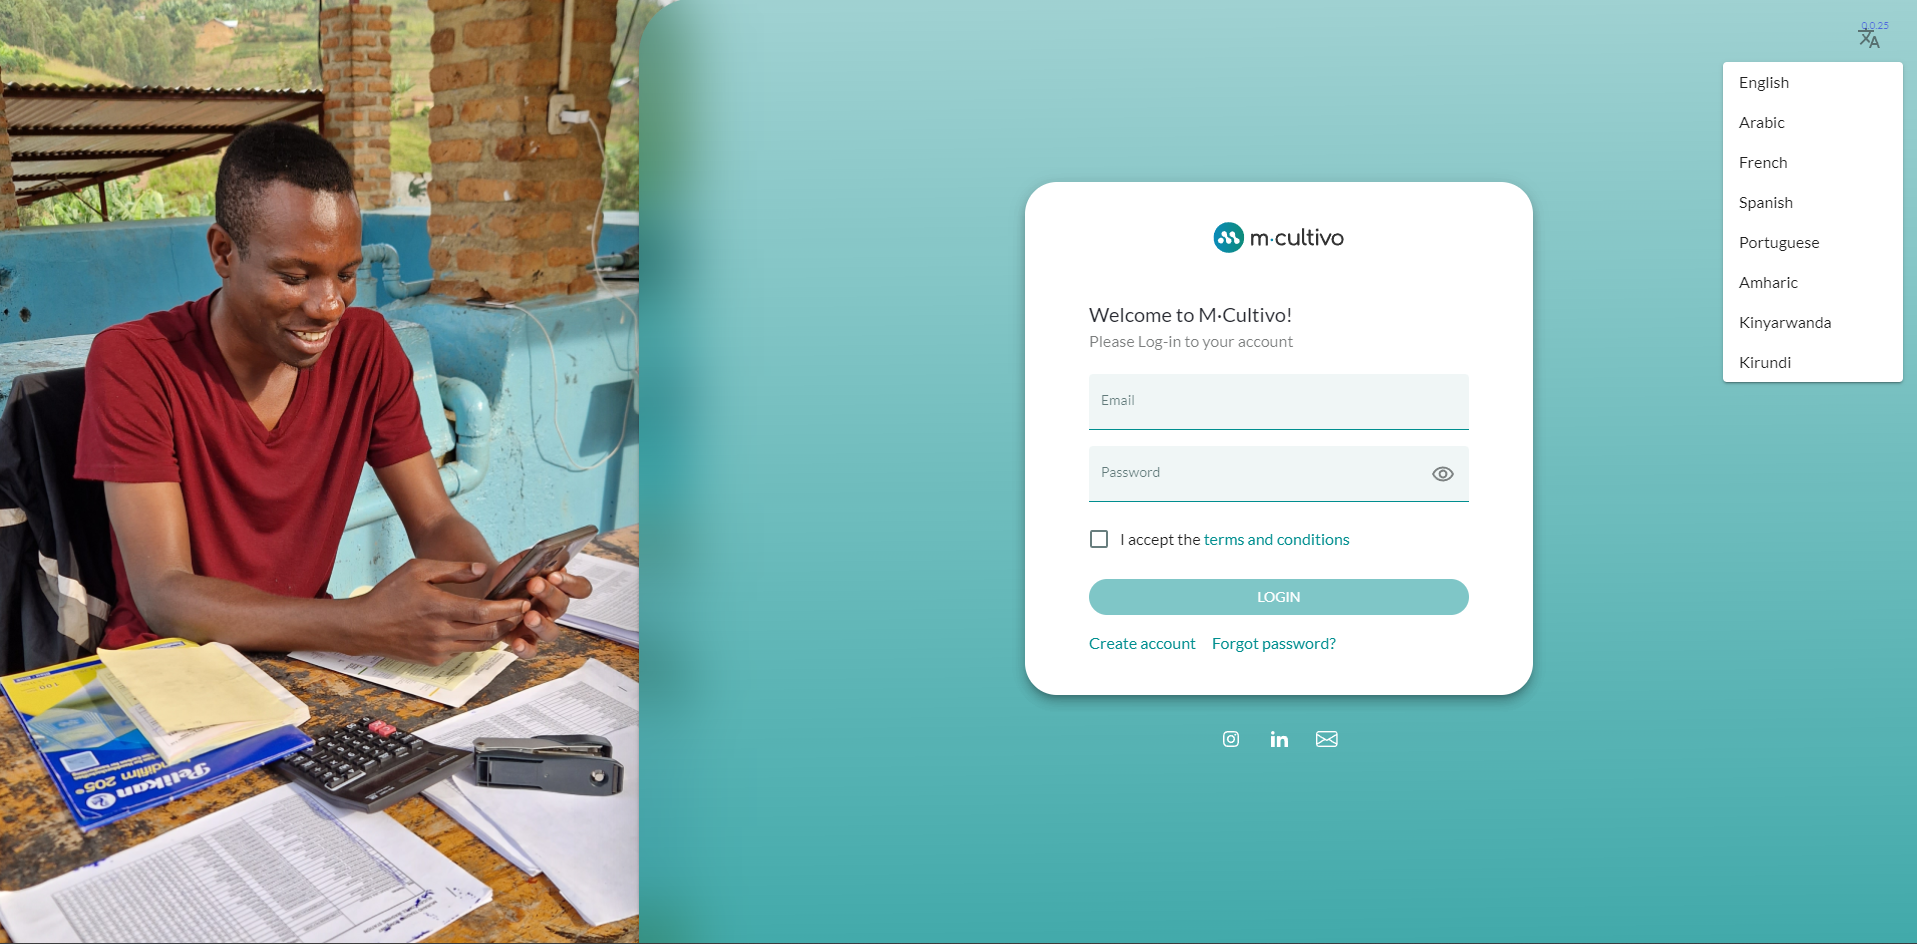 0.0.25
English
Arabic
French
Spanish
Portuguese
Amharic
Kinyarwanda
Kirundi
m·cultivo
Welcome to M·Cultivo!
Please Log-in to your account
Email
Password
I accept the terms and conditions
LOGIN
Create account Forgot password?
100
Pelikan
205